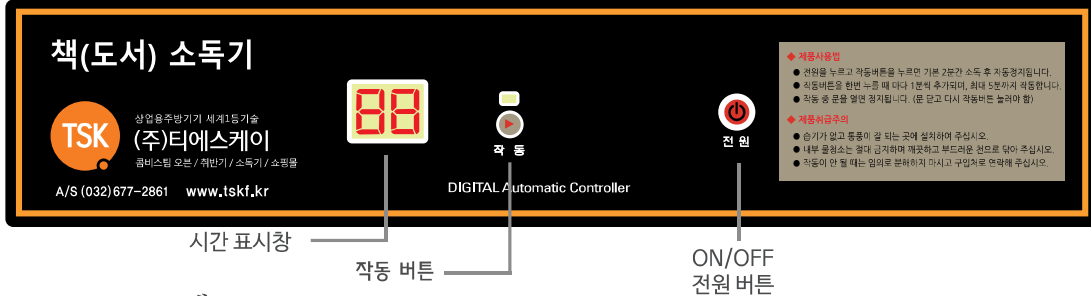 책(도서) 소독기
TSK
상업용주방기기 세계1등기술
(주)티에스케이
콤비스팀 오븐 / 취반기 / 소독기 / 쇼핑몰
A/S (032)677-2861 www.tskf.kr
88
작 동
DIGITAL Automatic Controller
전 원
◆ 제품사용법
● 전원을 누르고 작동버튼을 누르면 기본 2분간 소독 후 자동정지됩니다.
● 작동버튼을 한번 누를 때 마다 1분씩 추가되며, 최대 5분까지 작동합니다.
● 작동 중 문을 열면 정지됩니다. (문 닫고 다시 작동버튼 눌러야 함)
◆ 제품취급주의
● 습기가 없고 통풍이 잘 되는 곳에 설치하여 주십시오.
● 내부 물청소는 절대 금지하며 깨끗하고 부드러운 천으로 닦아 주십시오.
● 작동이 안 될 때는 임의로 분해하지 마시고 구입처로 연락해 주십시오.
시간 표시창
작동 버튼
ON/OFF
전원 버튼